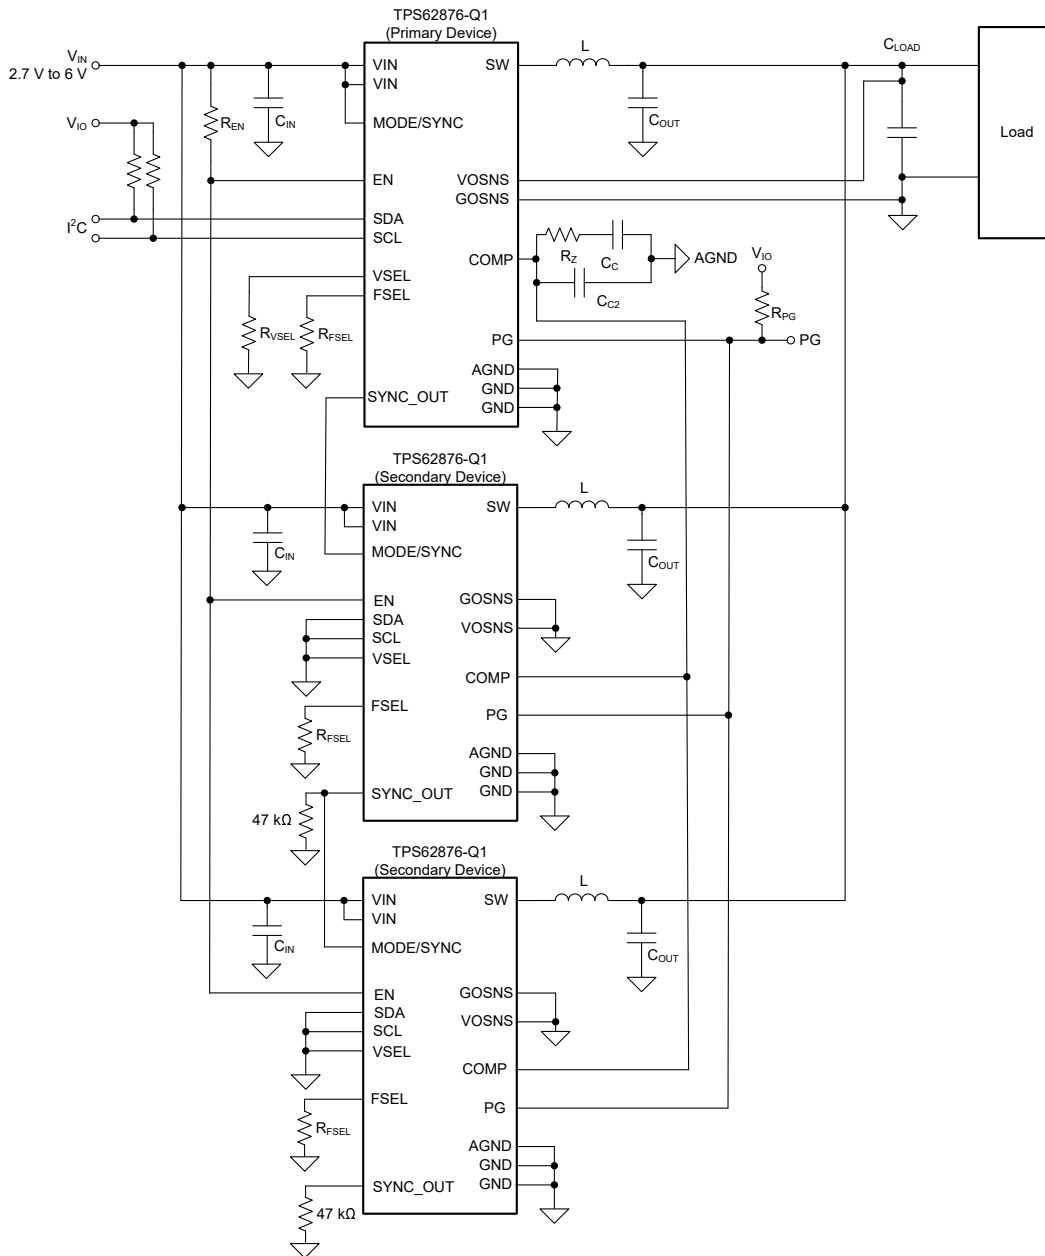 TPS62876-Q1
(Primary Device)
V_IN
2.7 V to 6 V
V_IO
I²C
R_EN
C_IN
VIN
VIN
MODE/SYNC
EN
SDA
SCL
VSEL
FSEL
SYNC_OUT
R_VSEL
R_FSEL
SW
VOSNS
GOSNS
COMP
PG
AGND
GND
GND
L
C_OUT
C_LOAD
Load
R_Z
C_C
C_C2
AGND
V_IO
R_PG
PG
TPS62876-Q1
(Secondary Device)
C_IN
VIN
VIN
MODE/SYNC
EN
SDA
SCL
VSEL
FSEL
R_FSEL
SYNC_OUT
47 kΩ
SW
GOSNS
VOSNS
COMP
PG
AGND
GND
GND
L
C_OUT
TPS62876-Q1
(Secondary Device)
C_IN
VIN
VIN
MODE/SYNC
EN
SDA
SCL
VSEL
FSEL
R_FSEL
SYNC_OUT
47 kΩ
SW
GOSNS
VOSNS
COMP
PG
AGND
GND
GND
L
C_OUT